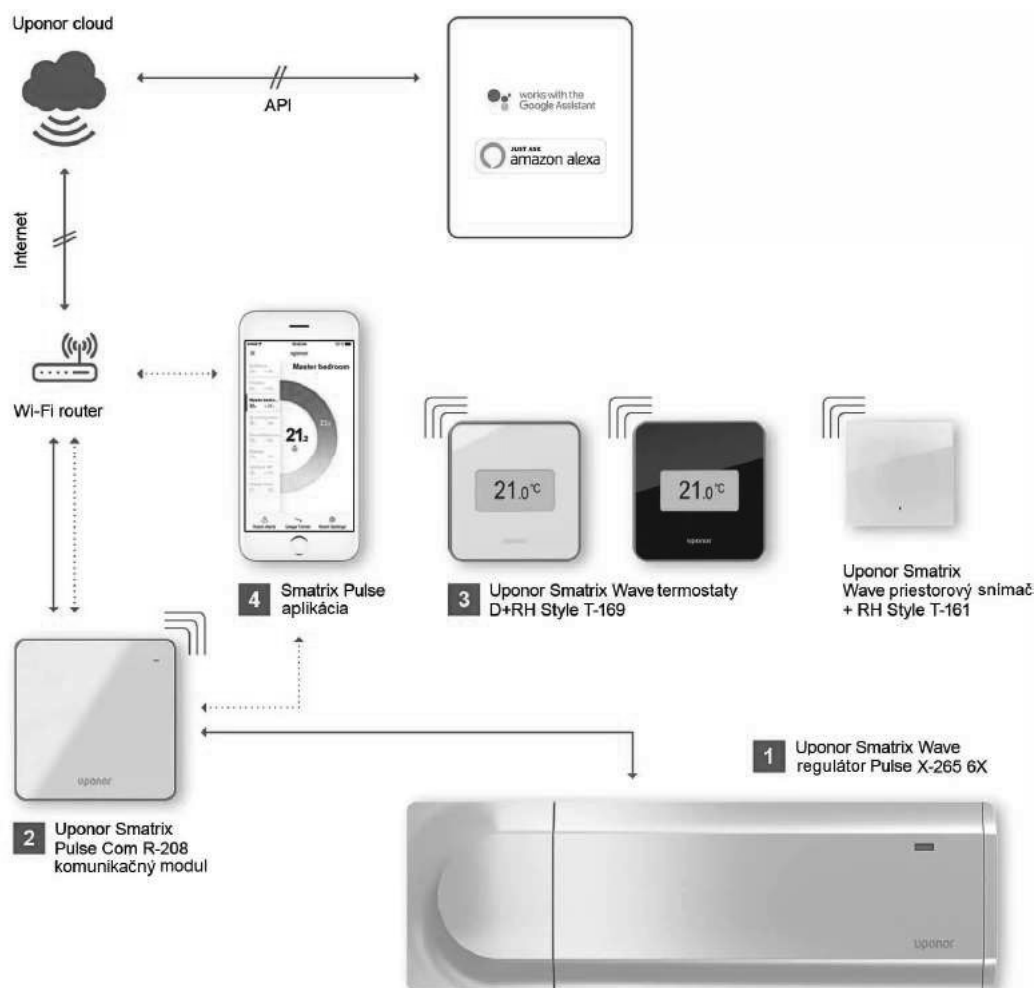 Uponor cloud
API
works with the
Google Assistant
JUST ASK
amazon alexa
Internet
Wi-Fi router
uponor
Master bedroom
21.2
4 Smatrix Pulse
aplikácia
21.0 °C
uponor
21.0 °C
uponor
3 Uponor Smatrix Wave termostaty
D+RH Style T-169
Uponor Smatrix
Wave priestorový snímač
+ RH Style T-161
uponor
2 Uponor Smatrix
Pulse Com R-208
komunikačný modul
1 Uponor Smatrix Wave
regulátor Pulse X-265 6X
uponor